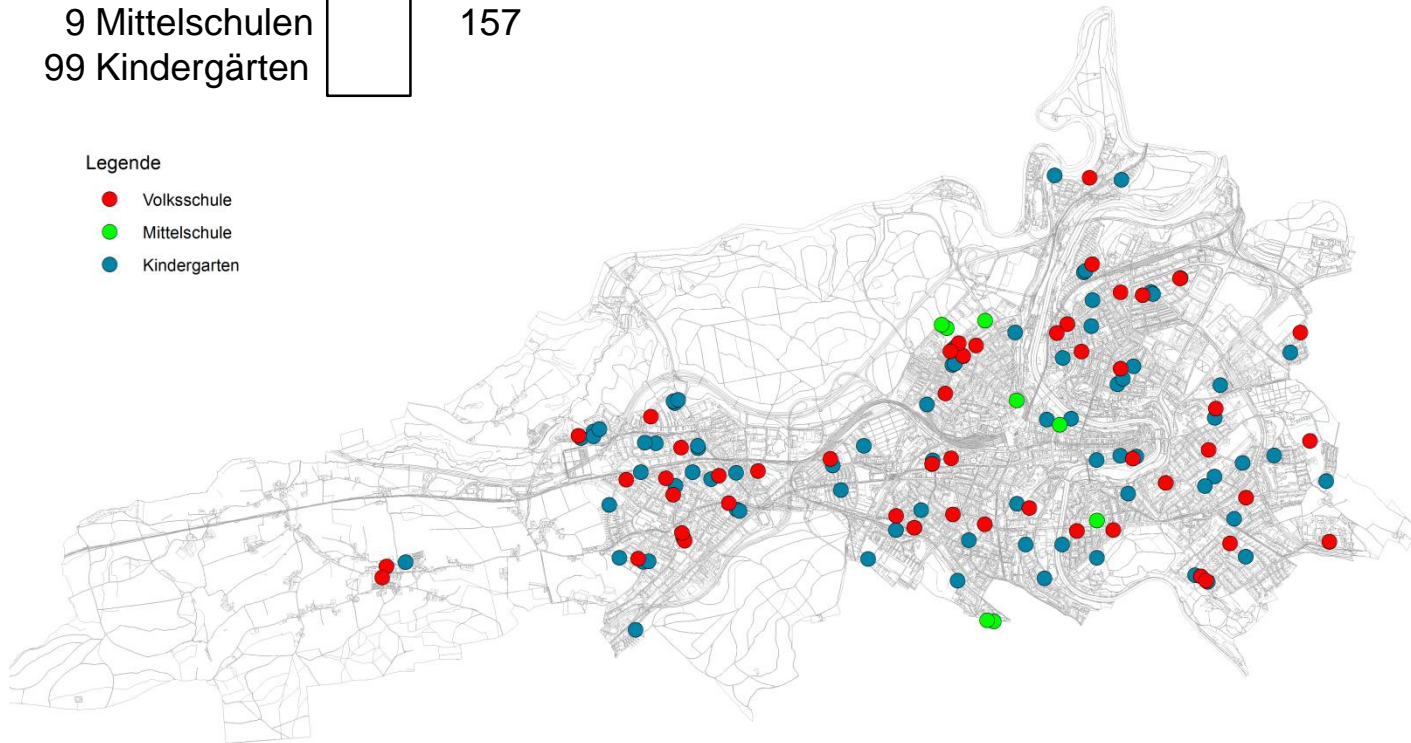 9 Mittelschulen 157
99 Kindergärten
Legende
Volksschule
Mittelschule
Kindergarten